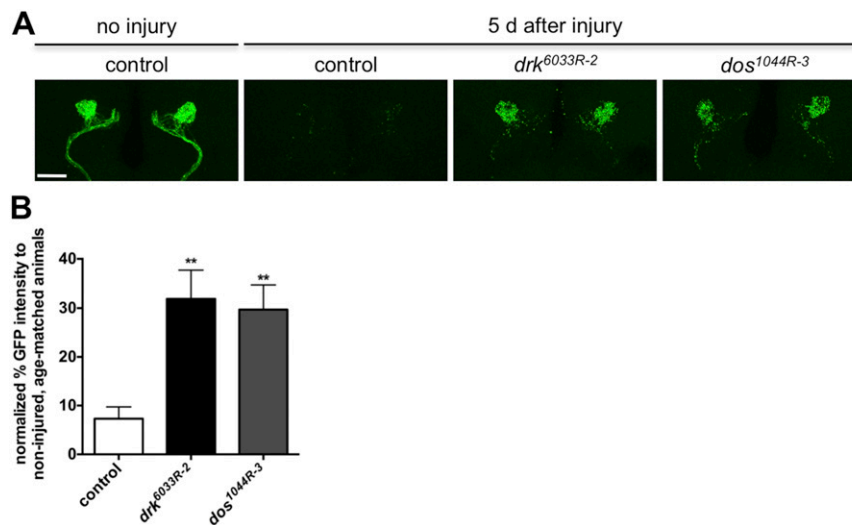 A
no injury
5 d after injury
control
control
drk6033R-2
dos1044R-3
B
normalized % GFP intensity to
non-injured, age-matched animals
40
30
20
10
0
**
**
control
drk6033R-2
dos1044R-3